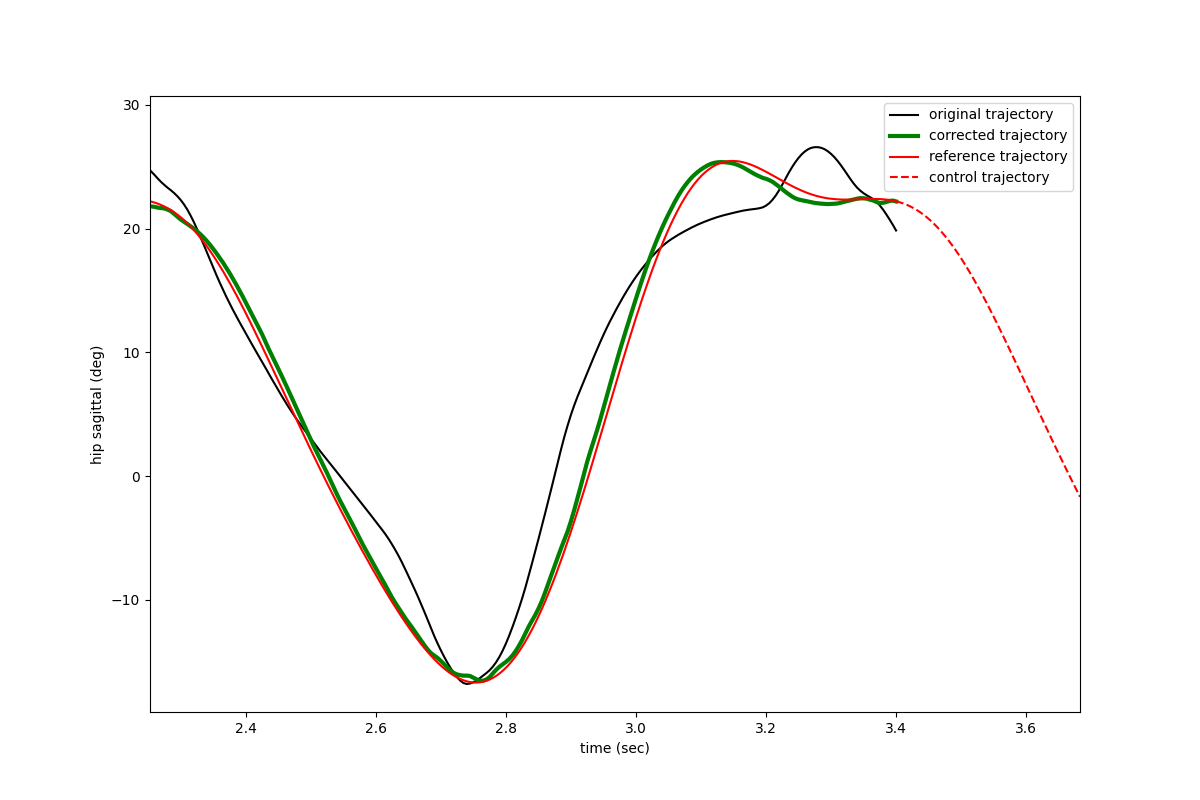 30
20
10
0
−10
hip sagittal (deg)
original trajectory
corrected trajectory
reference trajectory
control trajectory
2.4 2.6 2.8 3.0 3.2 3.4 3.6
time (sec)